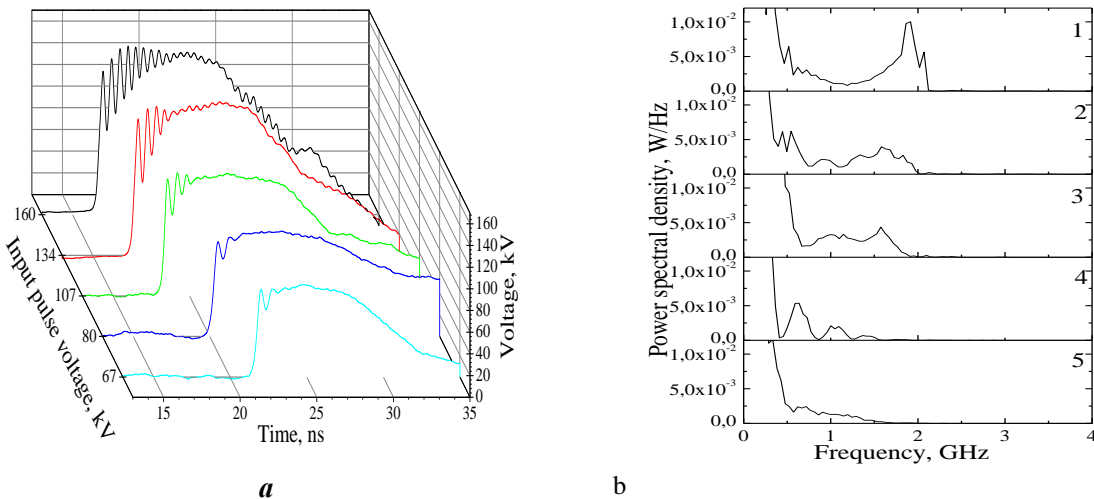 160
134
107
80
67
Input pulse voltage, kV
15
20
25
30
35
Time, ns
160
140
120
100
80
60
40
20
0
Voltage, kV
a
1,0x10⁻²
5,0x10⁻³
0,0
1
1,0x10⁻²
5,0x10⁻³
0,0
2
1,0x10⁻²
5,0x10⁻³
0,0
3
1,0x10⁻²
5,0x10⁻³
0,0
4
1,0x10⁻²
5,0x10⁻³
0,0
5
Power spectral density, W/Hz
0
1
2
3
4
Frequency, GHz
b